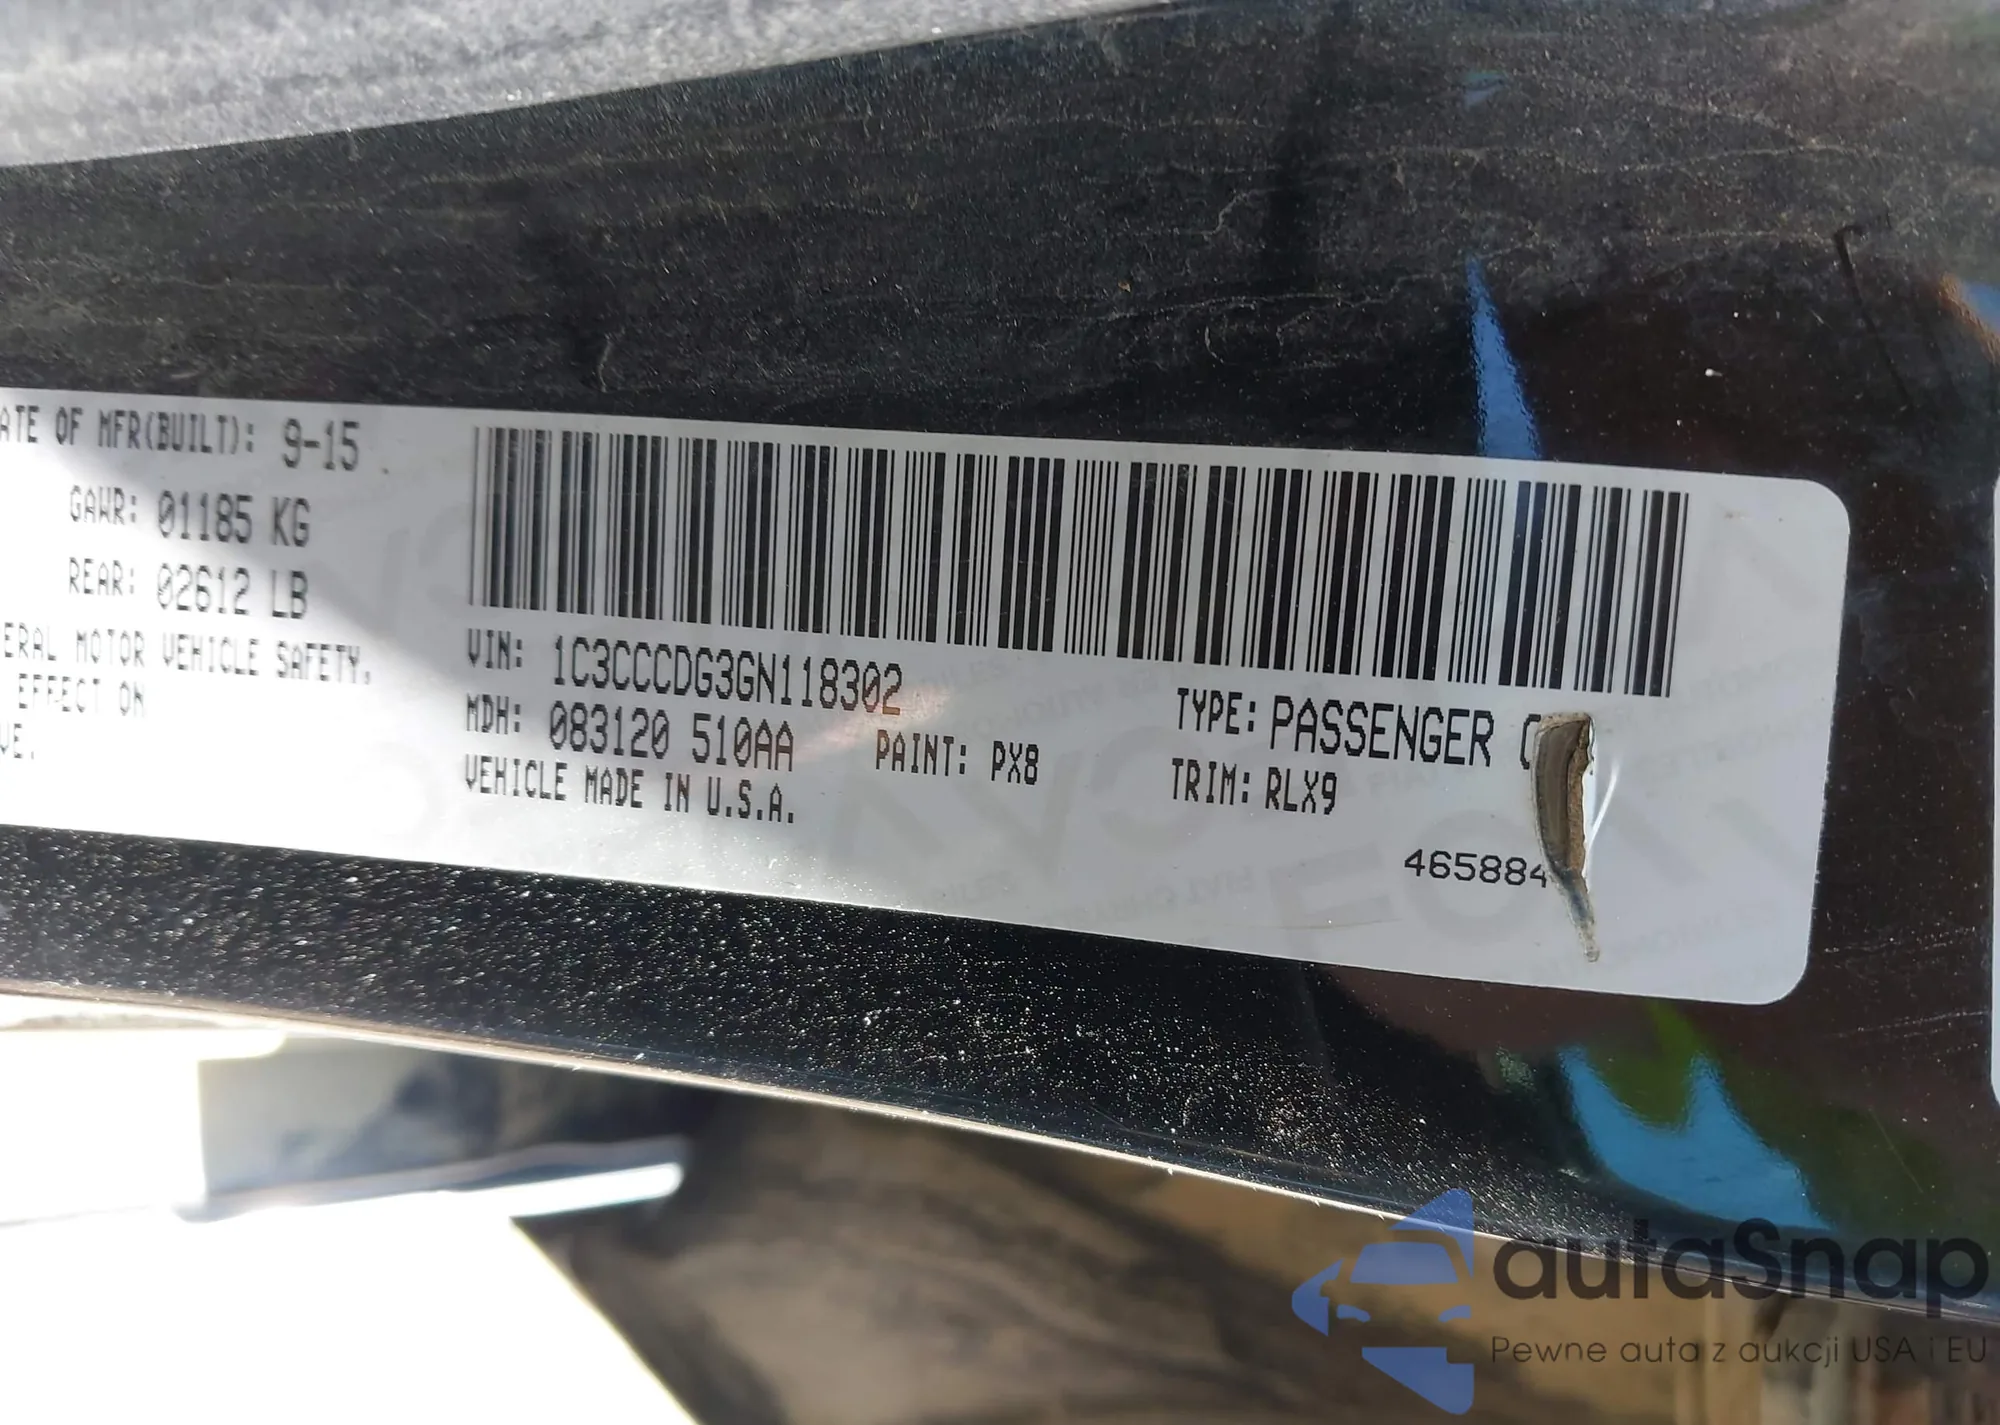 ATE OF MFR(BUILT): 9-15
GAWR: 01185 KG
REAR: 02612 LB
ERAL MOTOR VEHICLE SAFETY,
EFFECT ON
VE.
VIN: 1C3CCCDG3GN118302
MDH: 083120 510AA PAINT: PX8
VEHICLE MADE IN U.S.A.
TYPE: PASSENGER
TRIM: RLX9
465884
autaSnap
Pewne auta z aukcji USA i EU